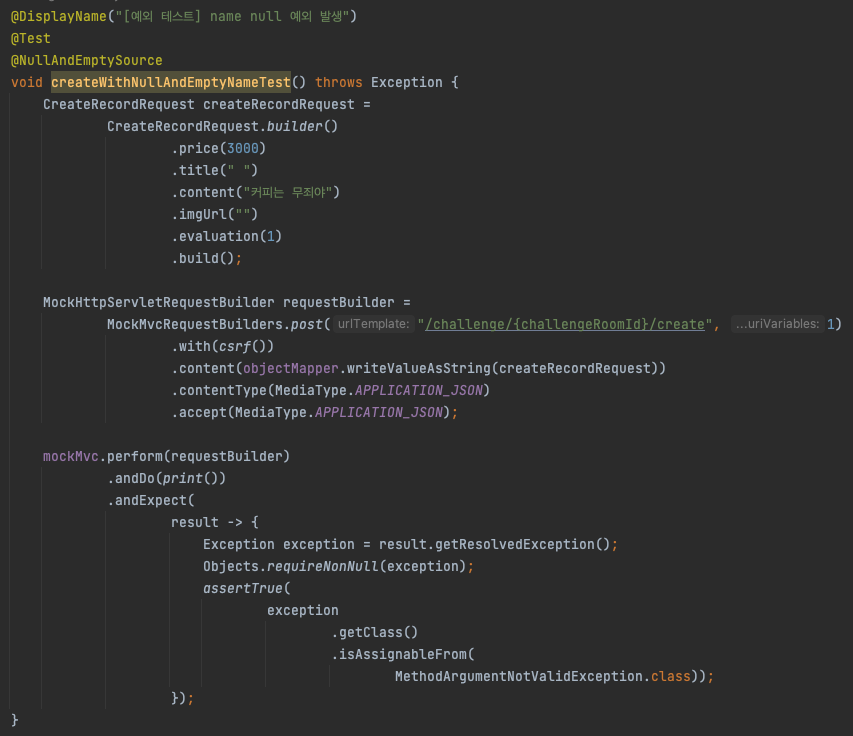 @DisplayName("[예외 테스트] name null 예외 발생")
@Test
@NullAndEmptySource
void createWithNullAndEmptyNameTest() throws Exception {
    CreateRecordRequest createRecordRequest =
            CreateRecordRequest.builder()
                    .price(3000)
                    .title(" ")
                    .content("커피는 무죄야")
                    .imgUrl("")
                    .evaluation(1)
                    .build();

    MockHttpServletRequestBuilder requestBuilder =
            MockMvcRequestBuilders.post( urlTemplate: "/challenge/{challengeRoomId}/create", ...uriVariables: 1)
                    .with(csrf())
                    .content(objectMapper.writeValueAsString(createRecordRequest))
                    .contentType(MediaType.APPLICATION_JSON)
                    .accept(MediaType.APPLICATION_JSON);

    mockMvc.perform(requestBuilder)
            .andDo(print())
            .andExpect(
                    result -> {
                        Exception exception = result.getResolvedException();
                        Objects.requireNonNull(exception);
                        assertTrue(
                                exception
                                        .getClass()
                                        .isAssignableFrom(
                                                MethodArgumentNotValidException.class));
                    });
}